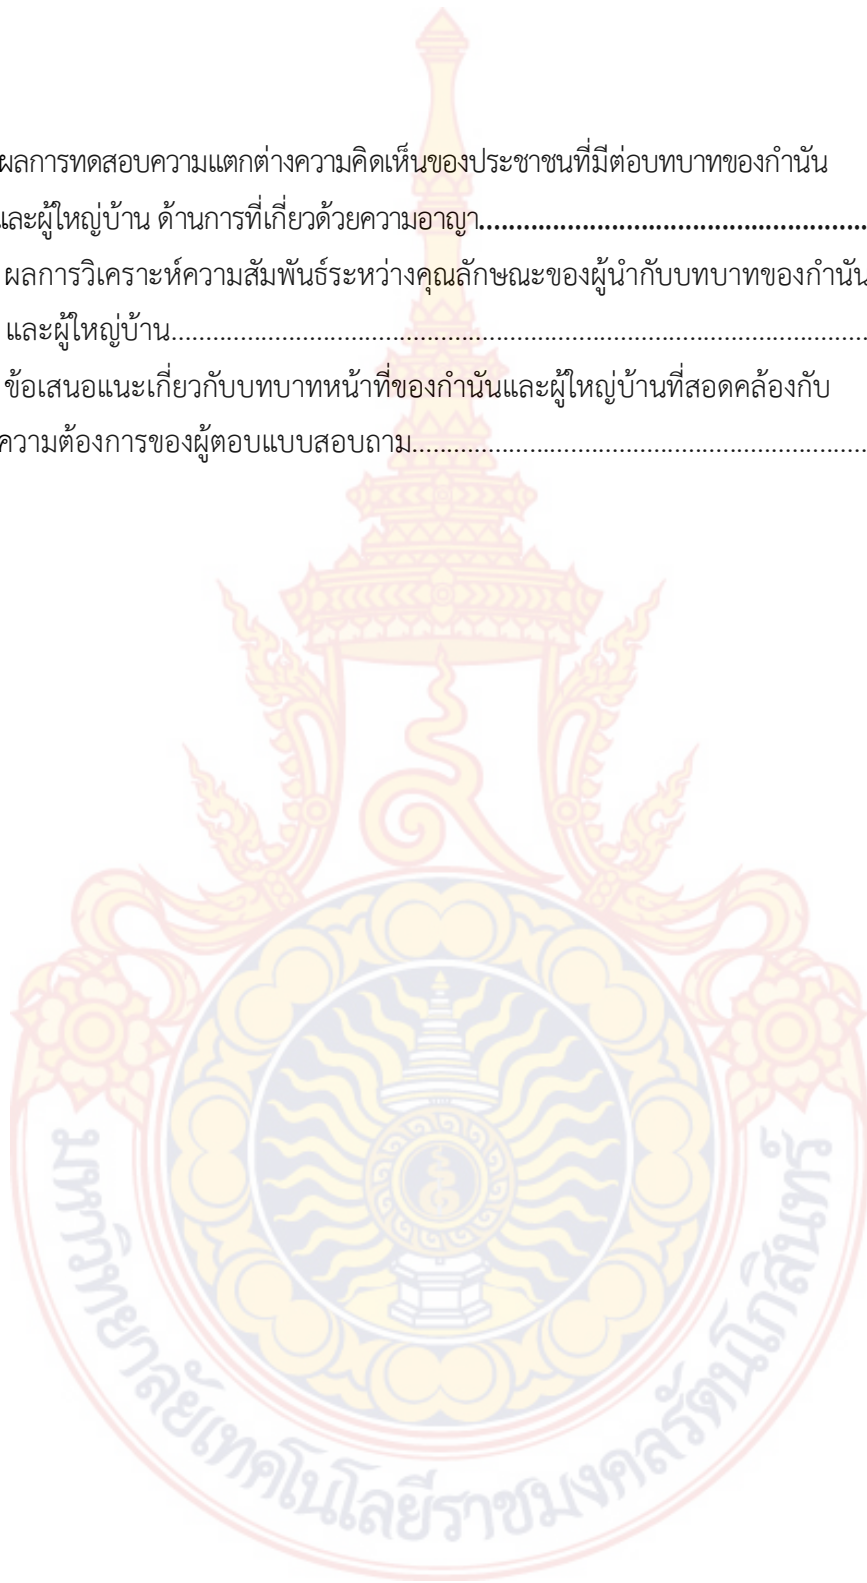 ผลการทดสอบความแตกต่างความคิดเห็นของประชาชนที่มีต่อบทบาทของกำนัน
และผู้ใหญ่บ้าน ด้านการที่เกี่ยวด้วยความอาญา......................................................
ผลการวิเคราะห์ความสัมพันธ์ระหว่างคุณลักษณะของผู้นำกับบทบาทของกำนัน
และผู้ใหญ่บ้าน....................................................................................................
ข้อเสนอแนะเกี่ยวกับบทบาทหน้าที่ของกำนันและผู้ใหญ่บ้านที่สอดคล้องกับ
ความต้องการของผู้ตอบแบบสอบถาม.................................................................
มหาวิทยาลัยเทคโนโลยีราชมงคลรัตนโกสินทร์